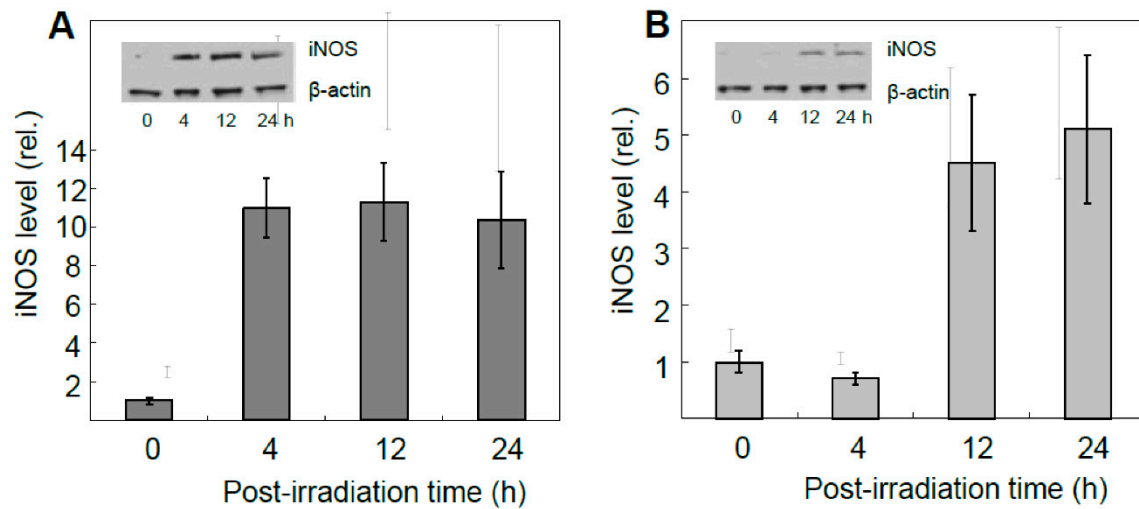 A
iNOS
β-actin
0 4 12 24 h
iNOS level (rel.)
14
12
10
8
6
4
2
0 4 12 24
Post-irradiation time (h)
B
iNOS
β-actin
0 4 12 24 h
iNOS level (rel.)
6
5
4
3
2
1
0 4 12 24
Post-irradiation time (h)